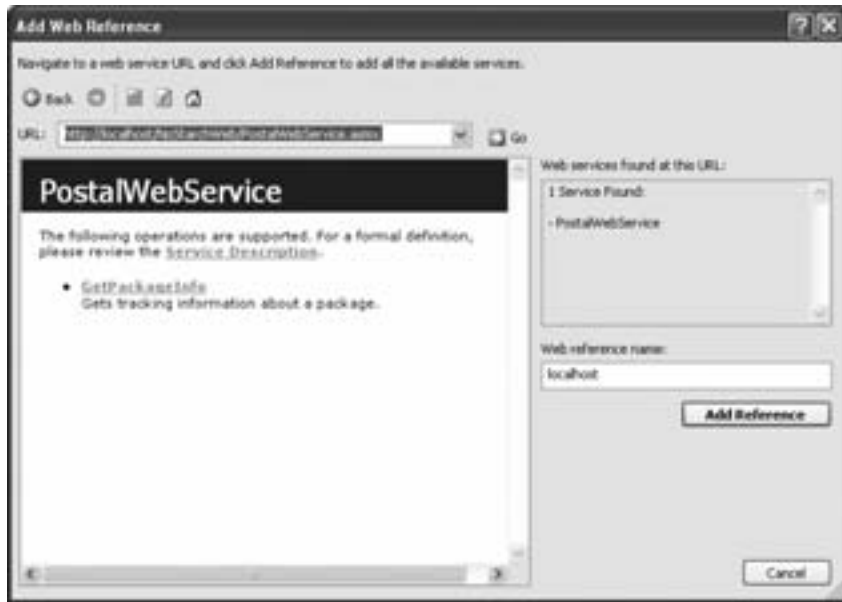 Add Web Reference
Navigate to a web service URL and click Add Reference to add all the available services.
Back
URL:
Go
PostalWebService
The following operations are supported. For a formal definition,
please review the Service Description.
• GetPackageInfo
Gets tracking information about a package.
Web services found at this URL:
1 Service Found:
- PostalWebService
Web reference name:
localhost
Add Reference
Cancel